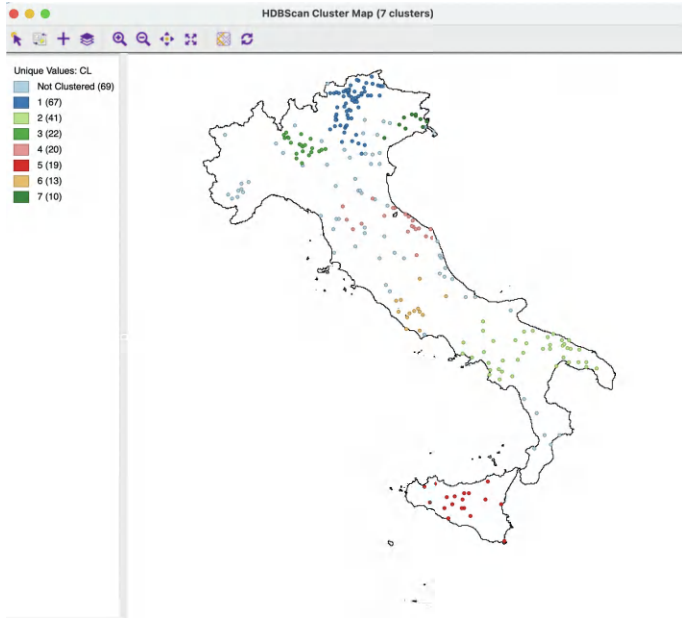 HDBScan Cluster Map (7 clusters)
Unique Values: CL
Not Clustered (69)
1 (67)
2 (41)
3 (22)
4 (20)
5 (19)
6 (13)
7 (10)